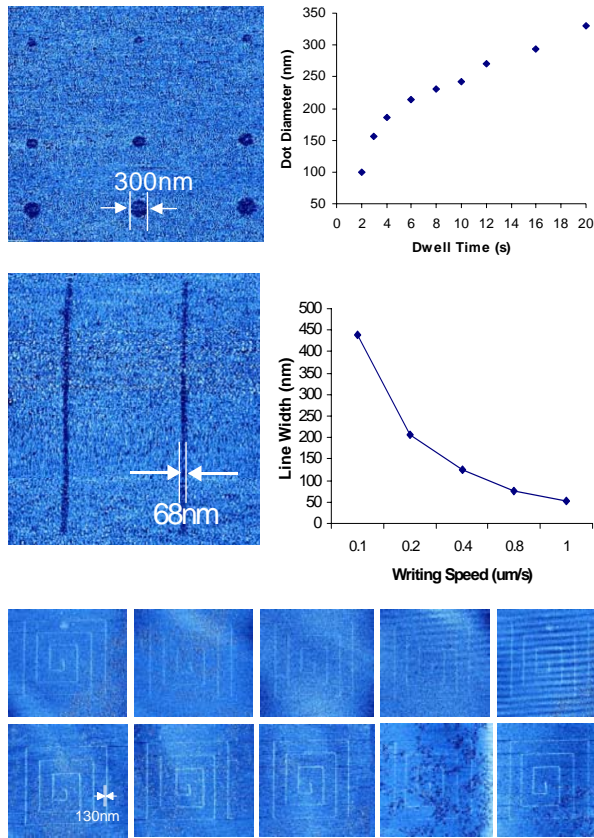 300nm
Dot Diameter (nm)
350
300
250
200
150
100
50
0 2 4 6 8 10 12 14 16 18 20
Dwell Time (s)
68nm
Line Width (nm)
500
450
400
350
300
250
200
150
100
50
0
0.1 0.2 0.4 0.8 1
Writing Speed (um/s)
130nm